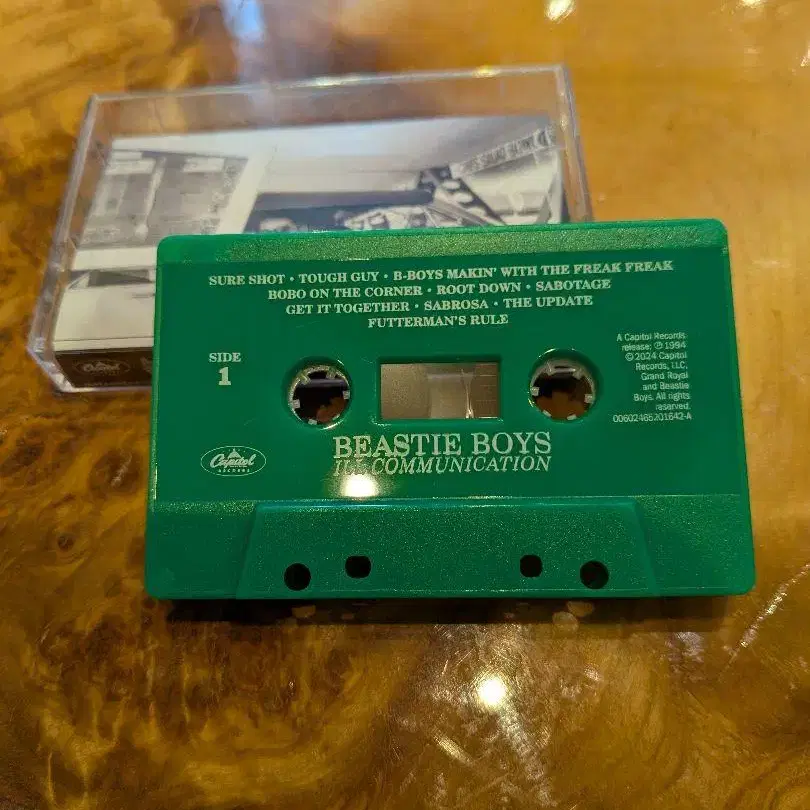 SURE SHOT • TOUGH GUY • B-BOYS MAKIN' WITH THE FREAK FREAK
BOBO ON THE CORNER • ROOT DOWN • SABOTAGE
GET IT TOGETHER • SABROSA • THE UPDATE
FUTTERMAN'S RULE
SIDE
1
A Capitol Records
release; ℗ 1994
© 2024 Capitol
Records, LLC,
Grand Royal
and Beastie
Boys. All rights
reserved.
00602465201642-A
BEASTIE BOYS
ILL COMMUNICATION
Capitol
RECORDS
Capitol